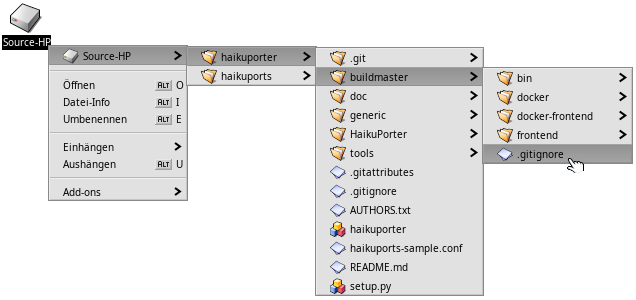 Source-HP
Source-HP
Öffnen ALT O
Datei-Info ALT I
Umbenennen ALT E
Einhängen
Aushängen ALT U
Add-ons
haikuporter
haikuports
.git
buildmaster
doc
generic
HaikuPorter
tools
.gitattributes
.gitignore
AUTHORS.txt
haikuporter
haikuports-sample.conf
README.md
setup.py
bin
docker
docker-frontend
frontend
.gitignore